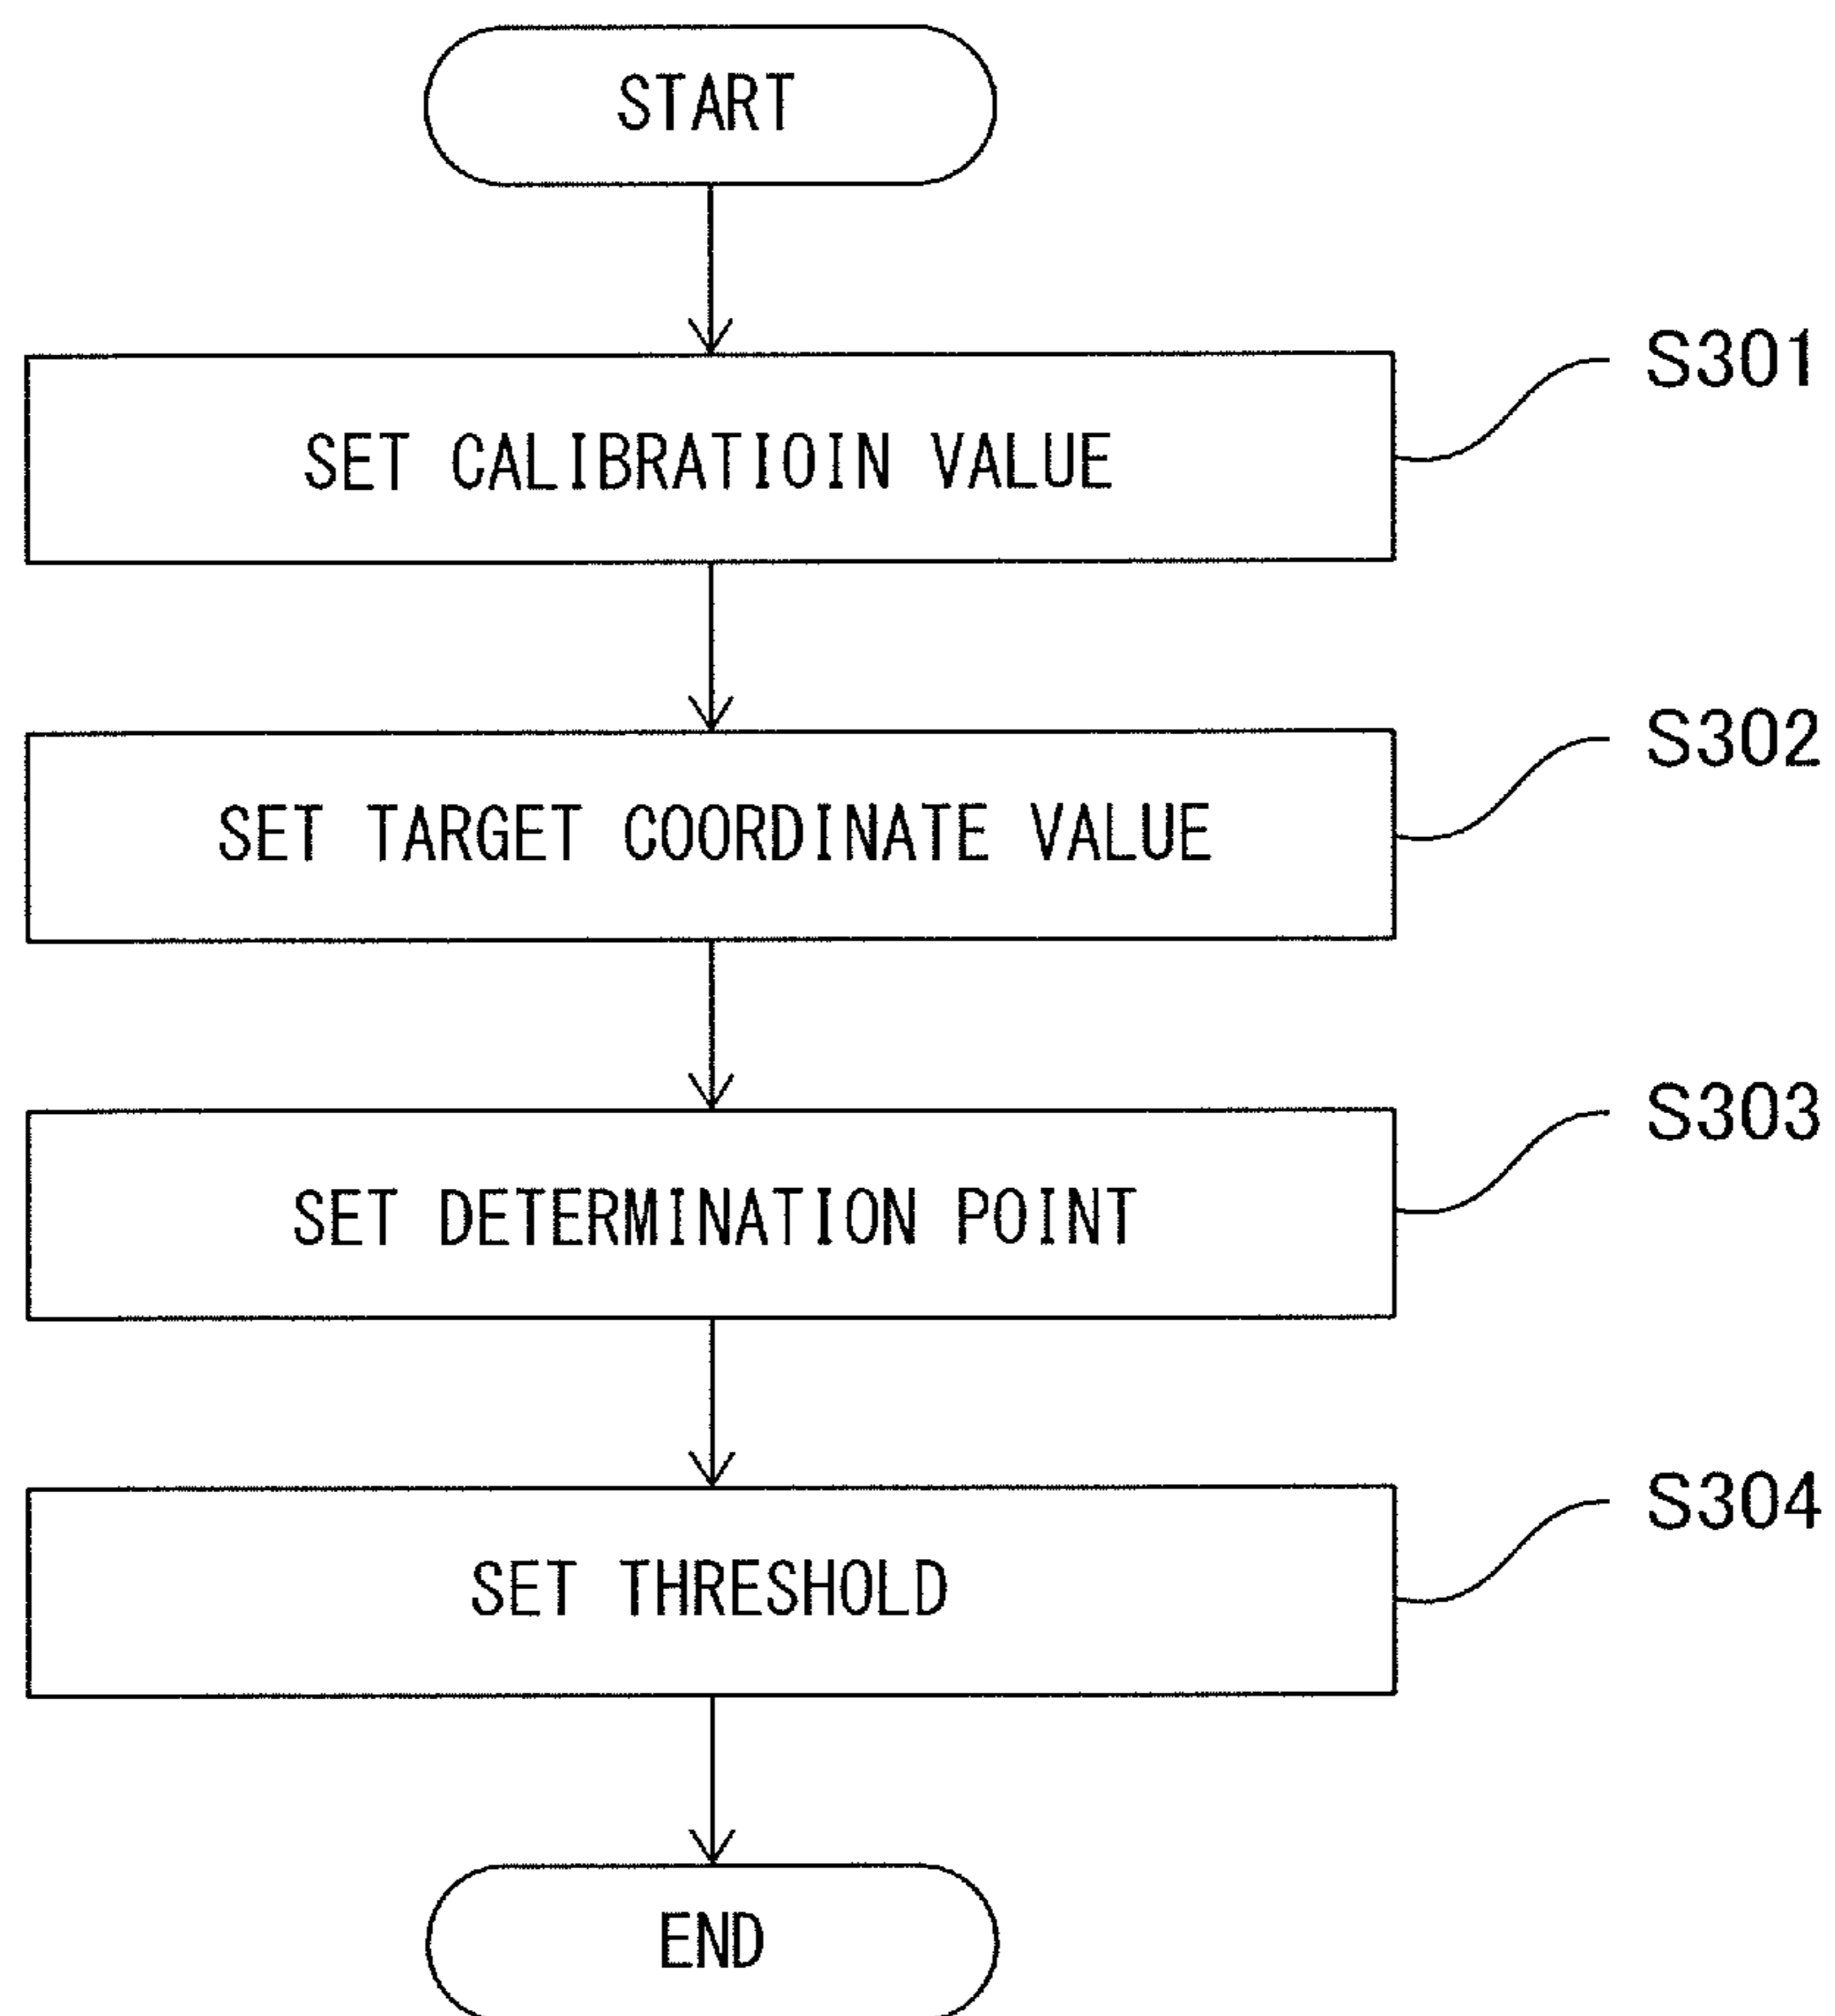 START
S301
SET CALIBRATIOIN VALUE
S302
SET TARGET COORDINATE VALUE
S303
SET DETERMINATION POINT
S304
SET THRESHOLD
END